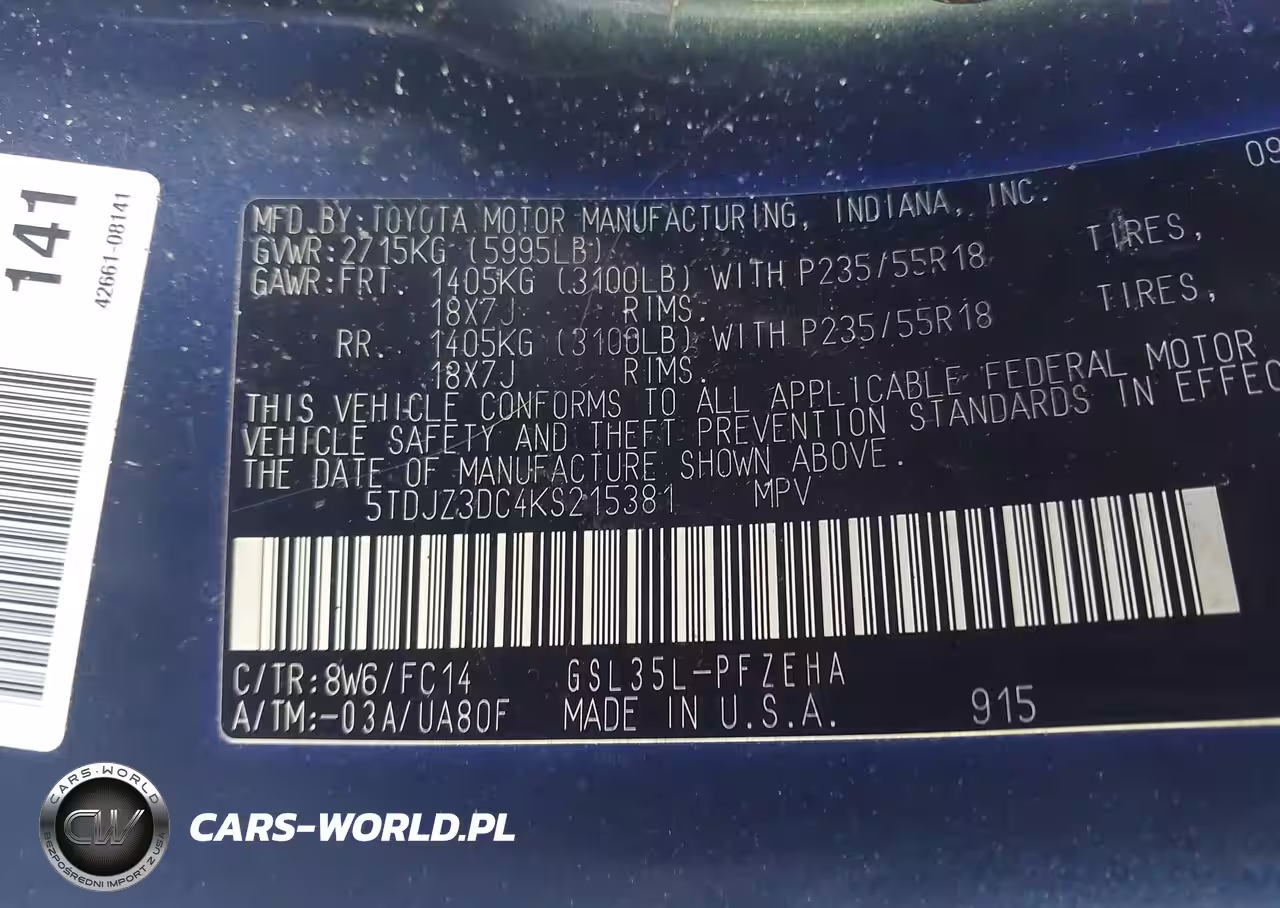 141
42661-08141
09
MFD.BY:TOYOTA MOTOR MANUFACTURING, INDIANA, INC.
GVWR:2715KG (5995LB)
GAWR:FRT. 1405KG (3100LB) WITH P235/55R18 TIRES,
18X7J RIMS.
RR. 1405KG (3100LB) WITH P235/55R18 TIRES,
18X7J RIMS.
THIS VEHICLE CONFORMS TO ALL APPLICABLE FEDERAL MOTOR
VEHICLE SAFETY AND THEFT PREVENTION STANDARDS IN EFFEC
THE DATE OF MANUFACTURE SHOWN ABOVE.
5TDJZ3DC4KS215381 MPV
C/TR:8W6/FC14 GSL35L-PFZEHA
A/TM:-03A/UA80F MADE IN U.S.A. 915
CARS-WORLD
CW
BEZPOŚREDNI IMPORT Z USA
CARS-WORLD.PL